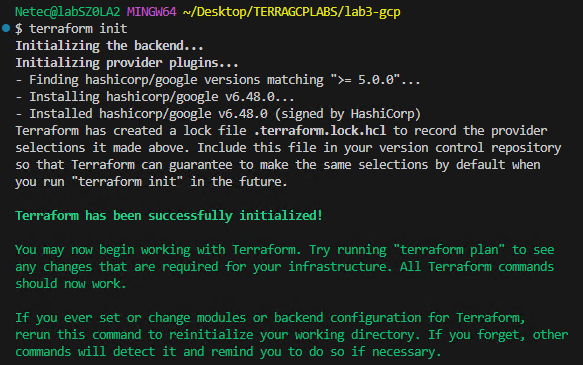 Netec@labSZ0LA2 MINGW64 ~/Desktop/TERRAGCPLABS/lab3-gcp
$ terraform init
Initializing the backend...
Initializing provider plugins...
- Finding hashicorp/google versions matching ">= 5.0.0"...
- Installing hashicorp/google v6.48.0...
- Installed hashicorp/google v6.48.0 (signed by HashiCorp)
Terraform has created a lock file .terraform.lock.hcl to record the provider
selections it made above. Include this file in your version control repository
so that Terraform can guarantee to make the same selections by default when
you run "terraform init" in the future.

Terraform has been successfully initialized!

You may now begin working with Terraform. Try running "terraform plan" to see
any changes that are required for your infrastructure. All Terraform commands
should now work.

If you ever set or change modules or backend configuration for Terraform,
rerun this command to reinitialize your working directory. If you forget, other
commands will detect it and remind you to do so if necessary.